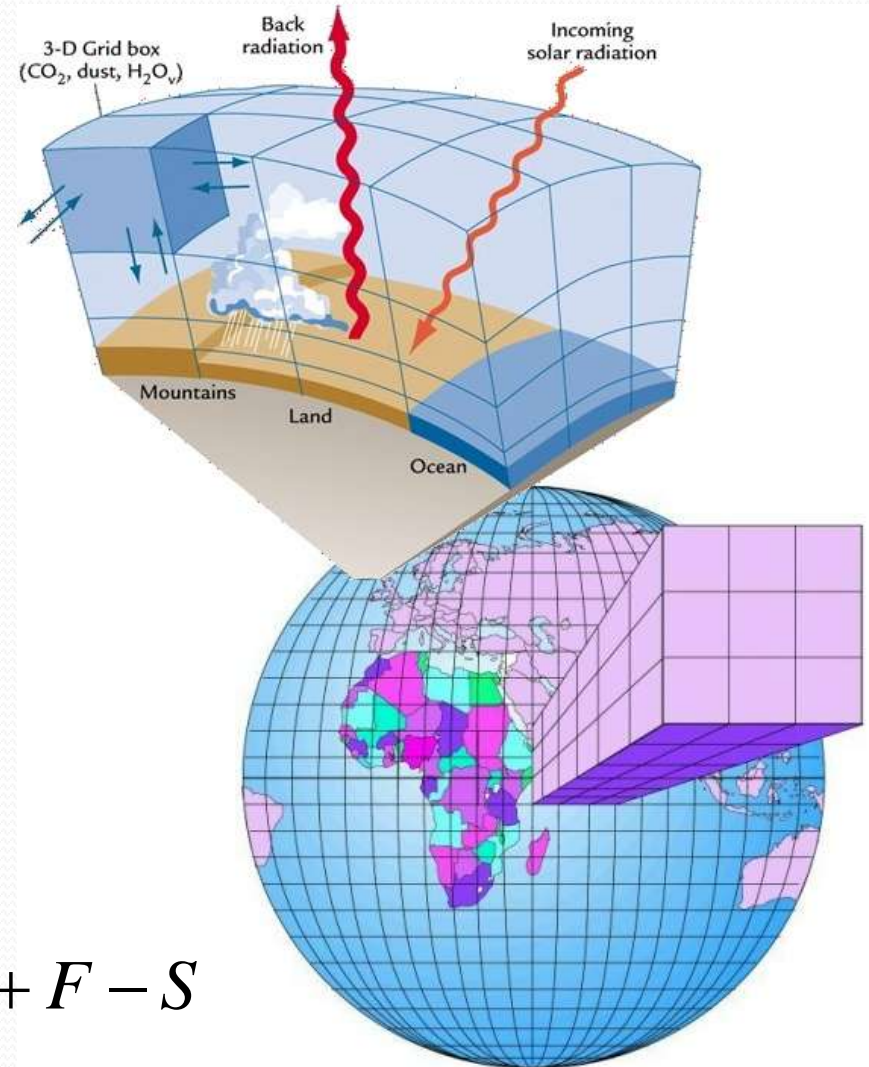 Back
radiation
Incoming
solar radiation
3-D Grid box
(CO₂, dust, H₂Oᵥ)
Mountains
Land
Ocean
+ F − S